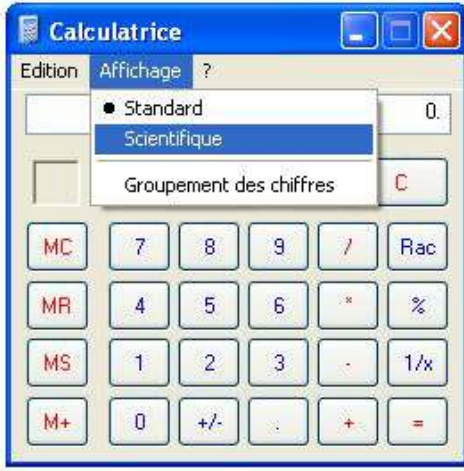 Calculatrice
Edition Affichage ?
0.
Standard
Scientifique
Groupement des chiffres
C
MC 7 8 9 / Rac
MR 4 5 6 * %
MS 1 2 3 - 1/x
M+ 0 +/- . + =